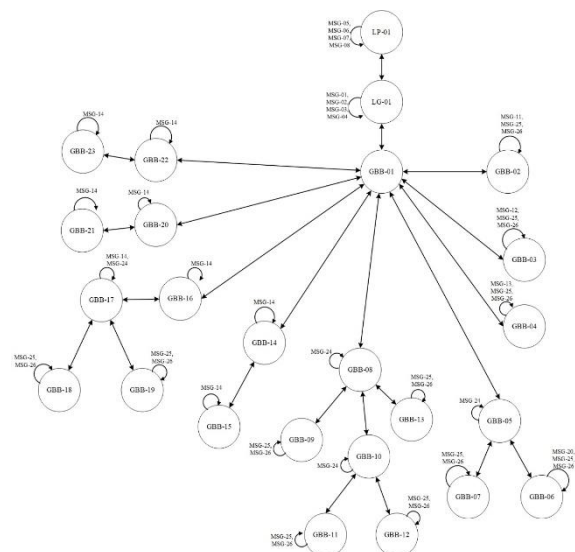 MSG-05,
MSG-06,
MSG-07,
MSG-08
LP-01
MSG-01,
MSG-02,
MSG-03,
MSG-04
LG-01
MSG-14
GBB-23
MSG-14
GBB-22
GBB-01
MSG-11,
MSG-25,
MSG-26
GBB-02
MSG-14
GBB-21
MSG-14
GBB-20
MSG-12,
MSG-25,
MSG-26
GBB-03
MSG-14,
MSG-24
GBB-17
MSG-14
GBB-16
MSG-13,
MSG-25,
MSG-26
GBB-04
MSG-14
GBB-14
MSG-25,
MSG-26
GBB-18
MSG-25,
MSG-26
GBB-19
MSG-24
GBB-08
MSG-14
GBB-15
MSG-25,
MSG-26
GBB-09
MSG-25,
MSG-26
GBB-13
MSG-24
GBB-05
MSG-24
GBB-10
MSG-25,
MSG-26
GBB-07
MSG-20,
MSG-25,
MSG-26
GBB-06
MSG-25,
MSG-26
GBB-11
MSG-25,
MSG-26
GBB-12